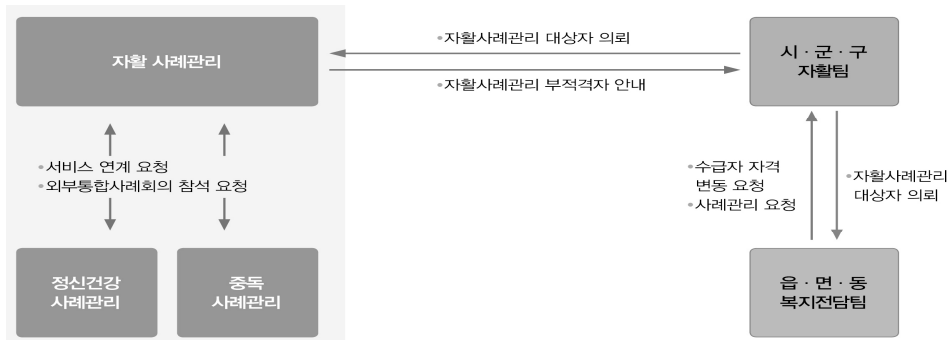 자활 사례관리
•자활사례관리 대상자 의뢰
•자활사례관리 부적격자 안내
시 · 군 · 구
자활팀
•서비스 연계 요청
•외부통합사례회의 참석 요청
•수급자 자격
변동 요청
•사례관리 요청
•자활사례관리
대상자 의뢰
정신건강
사례관리
중독
사례관리
읍 · 면 · 동
복지전담팀